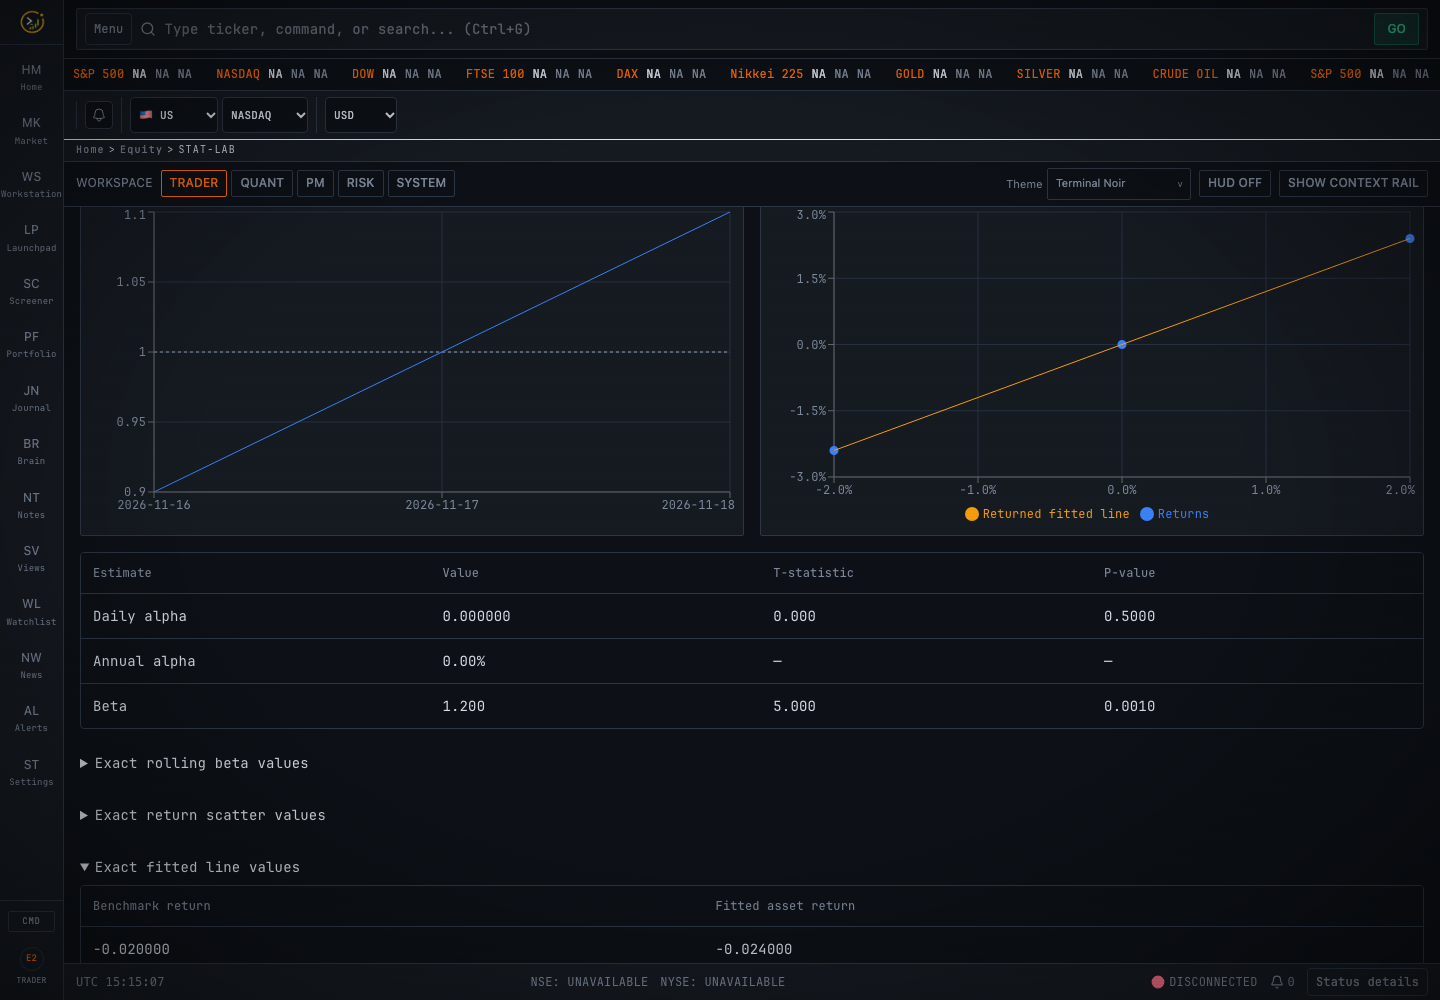 Menu Type ticker, command, or search... (Ctrl+G) GO
S&P 500 NA NA NA NASDAQ NA NA NA DOW NA NA NA FTSE 100 NA NA NA DAX NA NA NA Nikkei 225 NA NA NA GOLD NA NA NA SILVER NA NA NA CRUDE OIL NA NA NA S&P 500 NA NA NA
US NASDAQ USD
Home > Equity > STAT-LAB
WORKSPACE TRADER QUANT PM RISK SYSTEM Theme Terminal Noir HUD OFF SHOW CONTEXT RAIL
HM
Home
MK
Market
WS
Workstation
LP
Launchpad
SC
Screener
PF
Portfolio
JN
Journal
BR
Brain
NT
Notes
SV
Views
WL
Watchlist
NW
News
AL
Alerts
ST
Settings
CMD
E2
TRADER
1.1
1.05
1
0.95
0.9
2026-11-16 2026-11-17 2026-11-18
3.0%
1.5%
0.0%
-1.5%
-3.0%
-2.0% -1.0% 0.0% 1.0% 2.0%
Returned fitted line Returns
Estimate Value T-statistic P-value
Daily alpha 0.000000 0.000 0.5000
Annual alpha 0.00% — —
Beta 1.200 5.000 0.0010
Exact rolling beta values
Exact return scatter values
Exact fitted line values
Benchmark return Fitted asset return
-0.020000 -0.024000
UTC 15:15:07 NSE: UNAVAILABLE NYSE: UNAVAILABLE DISCONNECTED 0 Status details